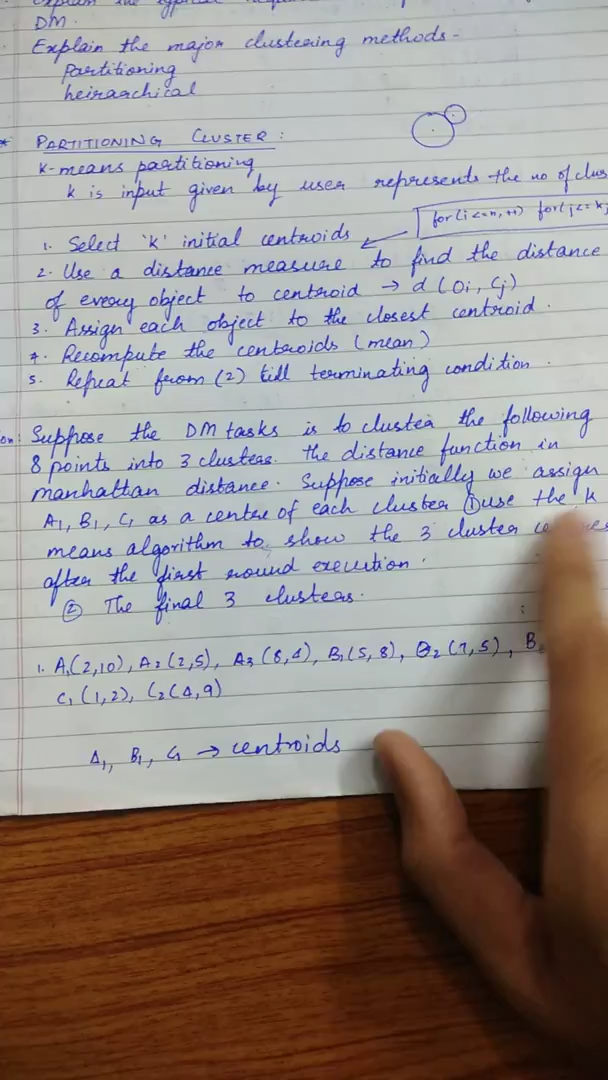 Explain the typical
DM.
Explain the major clustering methods -
Partitioning
heiraachical
* PARTITIONING CLUSTER :
K-means partitioning
k is input given by user represents the no of clus
for(i<=n,++) for(j<=k,
1. Select 'k' initial centroids
2. Use a distance measure to find the distance
of every object to centroid → d (Oi, Cj)
3. Assign each object to the closest centroid.
4. Recompute the centroids (mean)
5. Repeat from (2) till terminating condition.
on: Suppose the DM tasks is to cluster the following
8 points into 3 clusters. The distance function in
manhattan distance. Suppose initially we assign
A1, B1, C1 as a centre of each cluster ① use the k
means algorithm to show the 3 cluster
after the first round execution.
② The final 3 clusters.
1. A1(2,10), A2(2,5), A3(8,4), B1(5,8), B2(7,5), B
C1(1,2), C2(4,9)
A1, B1, C1 → centroids